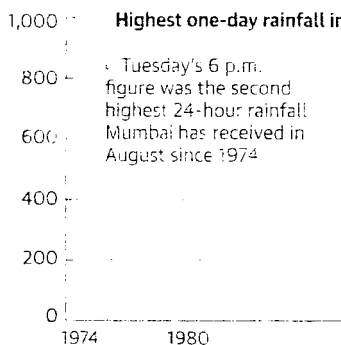 1,000
Highest one-day rainfall in
800
Tuesday's 6 p.m.
figure was the second
highest 24-hour rainfall
Mumbai has received in
August since 1974
600
400
200
0
1974 1980